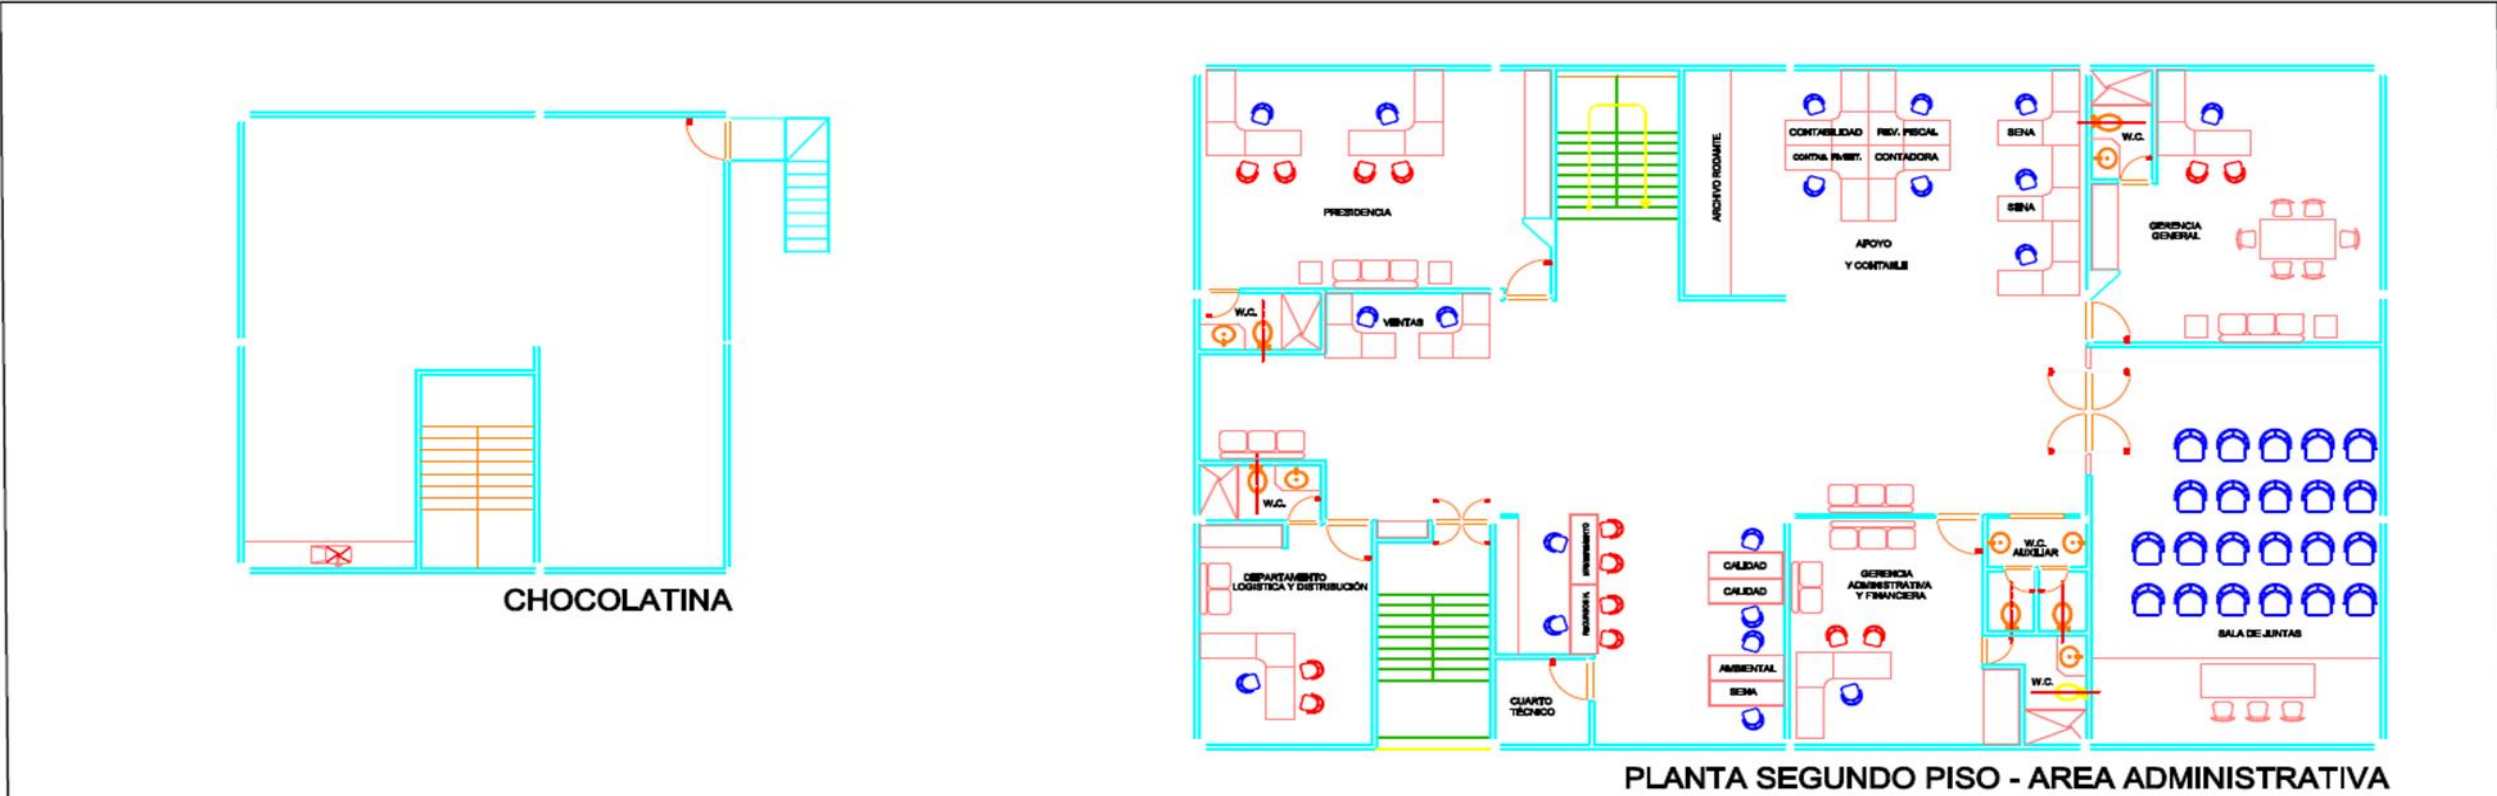 CHOCOLATINA
PRESIDENCIA
ARCHIVO RODANTE
CONTABILIDAD
REV. FISCAL
CONTADORA
SENA
SENA
APOYO
Y CONTABLE
W.C.
GERENCIA
GENERAL
W.C.
VENTAS
W.C.
DEPARTAMENTO
LOGISTICA Y DISTRIBUCIÓN
RECURSOS H.
CUARTO
TÉCNICO
CALIDAD
CALIDAD
AMBIENTAL
SENA
GERENCIA
ADMINISTRATIVA
Y FINANCIERA
W.C.
AUXILIAR
W.C.
SALA DE JUNTAS
PLANTA SEGUNDO PISO - AREA ADMINISTRATIVA